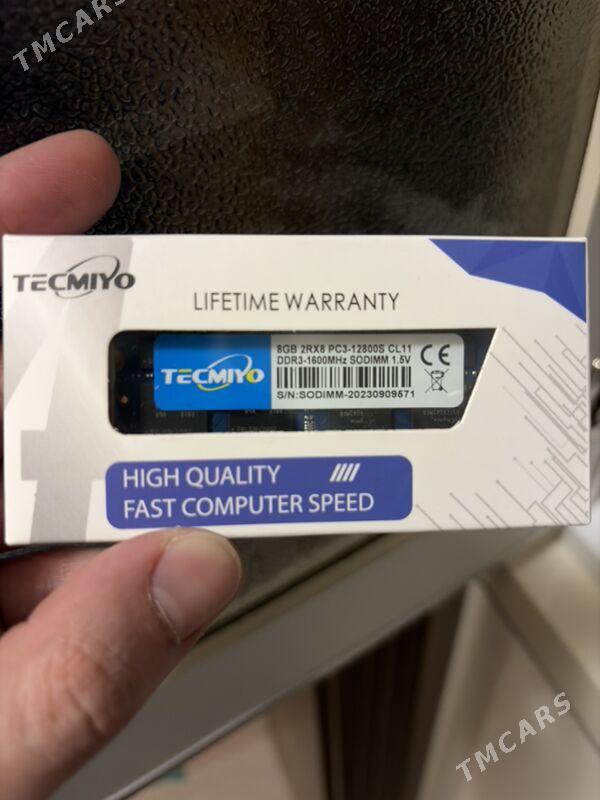 TMCARS
TECMIYO
LIFETIME WARRANTY
TECMIYO
8GB 2RX8 PC3-12800S CL11
DDR3-1600MHz SODIMM 1.5V
CE
S/N:SODIMM-20230909571
HIGH QUALITY
FAST COMPUTER SPEED
TMCARS